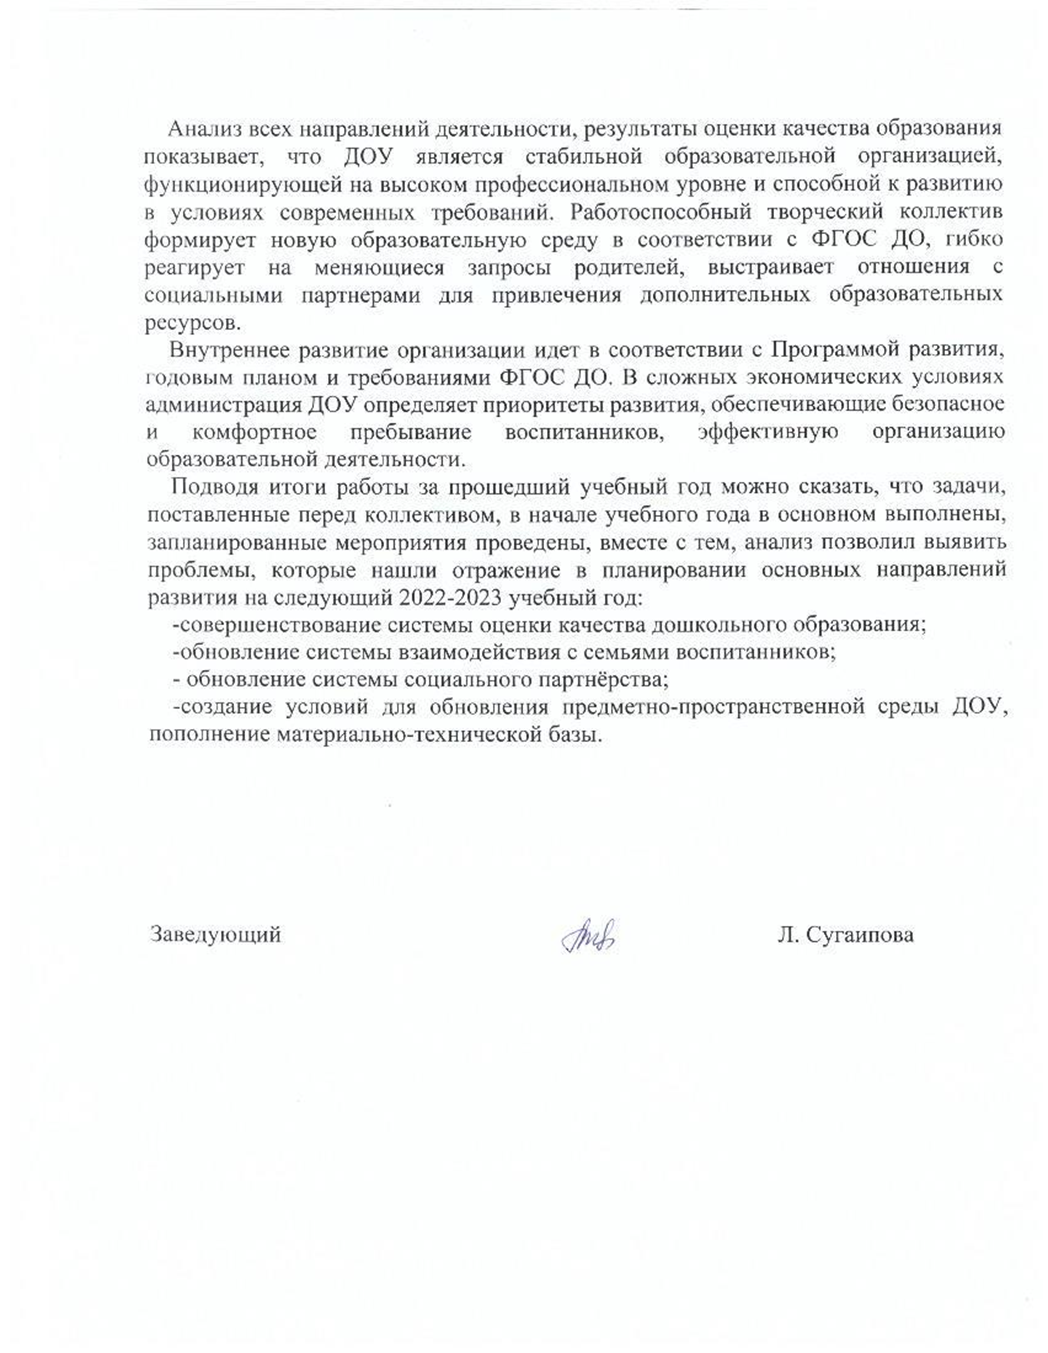 Анализ всех направлений деятельности, результаты оценки качества образования
показывает, что ДОУ является стабильной образовательной организацией,
функционирующей на высоком профессиональном уровне и способной к развитию
в условиях современных требований. Работоспособный творческий коллектив
формирует новую образовательную среду в соответствии с ФГОС ДО, гибко
реагирует на меняющиеся запросы родителей, выстраивает отношения с
социальными партнерами для привлечения дополнительных образовательных
ресурсов.
Внутреннее развитие организации идет в соответствии с Программой развития,
годовым планом и требованиями ФГОС ДО. В сложных экономических условиях
администрация ДОУ определяет приоритеты развития, обеспечивающие безопасное
и комфортное пребывание воспитанников, эффективную организацию
образовательной деятельности.
Подводя итоги работы за прошедший учебный год можно сказать, что задачи,
поставленные перед коллективом, в начале учебного года в основном выполнены,
запланированные мероприятия проведены, вместе с тем, анализ позволил выявить
проблемы, которые нашли отражение в планировании основных направлений
развития на следующий 2022-2023 учебный год:
-совершенствование системы оценки качества дошкольного образования;
-обновление системы взаимодействия с семьями воспитанников;
- обновление системы социального партнёрства;
-создание условий для обновления предметно-пространственной среды ДОУ,
пополнение материально-технической базы.
Заведующий Л. Сугаипова